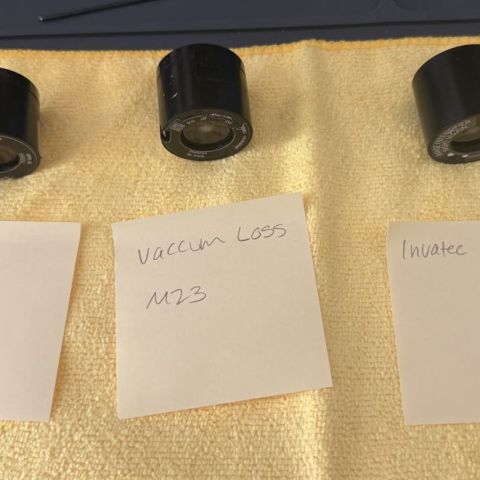 Vaccum Loss
M23
Invatec